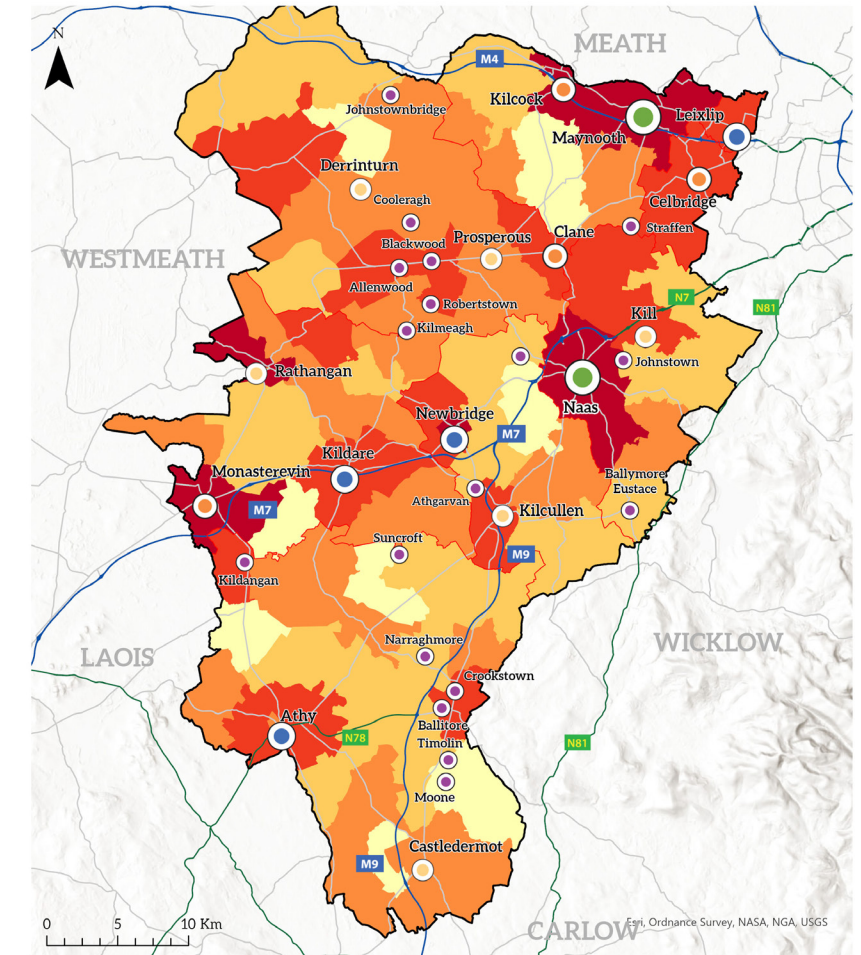 N
MEATH
M4
Kilcock
Johnstownbridge
Leixlip
Maynooth
Derrinturn
Celbridge
Cooleragh
Straffen
Clane
Prosperous
Blackwood
WESTMEATH
Allenwood
N7
N81
Robertstown
Kill
Kilmeagh
Johnstown
Rathangan
Naas
Newbridge
M7
Kildare
Monasterevin
Ballymore
Eustace
Athgarvan
M7
Kilcullen
Suncroft
M9
Kildangan
Narraghmore
WICKLOW
LAOIS
Crookstown
Athy
Ballitore
N78
Timolin
N81
Moone
Castledermot
M9
0 5 10 Km
CARLOW
Esri, Ordnance Survey, NASA, NGA, USGS